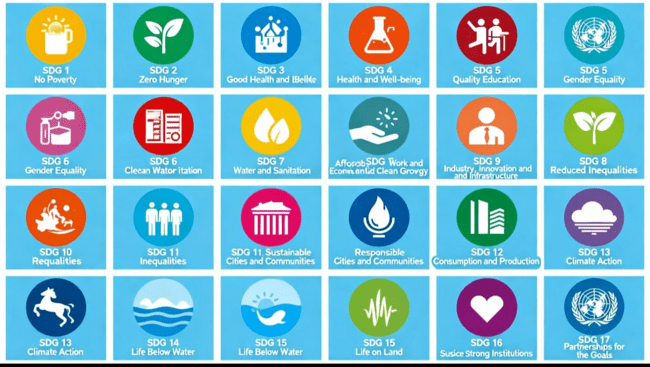 SDG 1
No Poverty
SDG 2
Zero Hunger
SDG 3
Good Health and
SDG 4
Health and Well-being
SDG 5
Quality Education
SDG 5
Gender Equality
SDG 6
Gender Equality
SDG 6
Clean Wator Itation
SDG 7
Water and Sanitation
SDG 1 Work and
Clean
SDG 9
Industry, Innovation and
and Infrastructure
SDG 8
Reduced Inequalities
SDG 10
Requalities
SDG 11
Inequalities
SDG 11 Sustainable
Cities and Communities
Responsible
Cities and Communities
SDG 12
Consumption and Production
SDG 13
Climate Action
SDG 13
Climate Action
SDG 14
Life Below Water
SDG 15
Life Below Water
SDG 15
Life on Land
SDG 16
Susice Strong Institutions
SDG 17
Partnerships for
the Goals